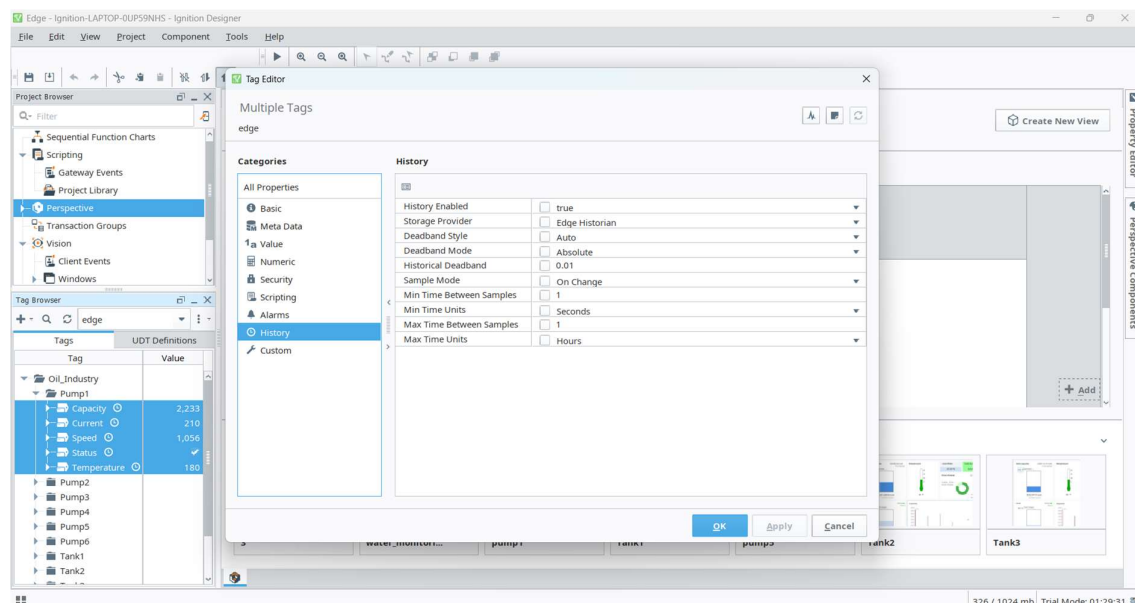 Edge - Ignition-LAPTOP-0UP59NHS - Ignition Designer
File Edit View Project Component Tools Help
Project Browser
Filter
Sequential Function Charts
Scripting
Gateway Events
Project Library
Perspective
Transaction Groups
Vision
Client Events
Windows
Tag Browser
edge
Tags UDT Definitions
Tag Value
Oil_Industry
Pump1
Capacity 2,233
Current 210
Speed 1,056
Status
Temperature 180
Pump2
Pump3
Pump4
Pump5
Pump6
Tank1
Tank2
Tag Editor
Multiple Tags
edge
Categories
All Properties
Basic
Meta Data
1a Value
Numeric
Security
Scripting
Alarms
History
Custom
History
History Enabled true
Storage Provider Edge Historian
Deadband Style Auto
Deadband Mode Absolute
Historical Deadband 0.01
Sample Mode On Change
Min Time Between Samples 1
Min Time Units Seconds
Max Time Between Samples 1
Max Time Units Hours
OK Apply Cancel
Create New View
Property Editor
Perspective Components
Add
Tank2 Tank3
326 / 1024 mb Trial Mode: 01:29:31